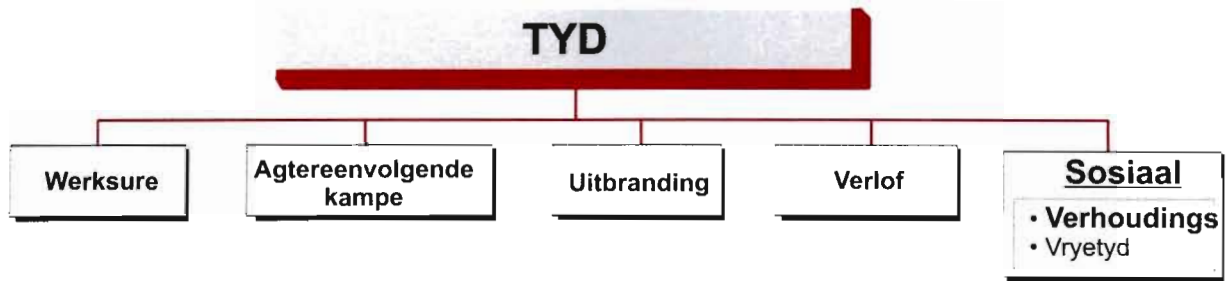 TYD
Werksure
Agtereenvolgende
kampe
Uitbranding
Verlof
Sosiaal
• Verhoudings
• Vryetyd